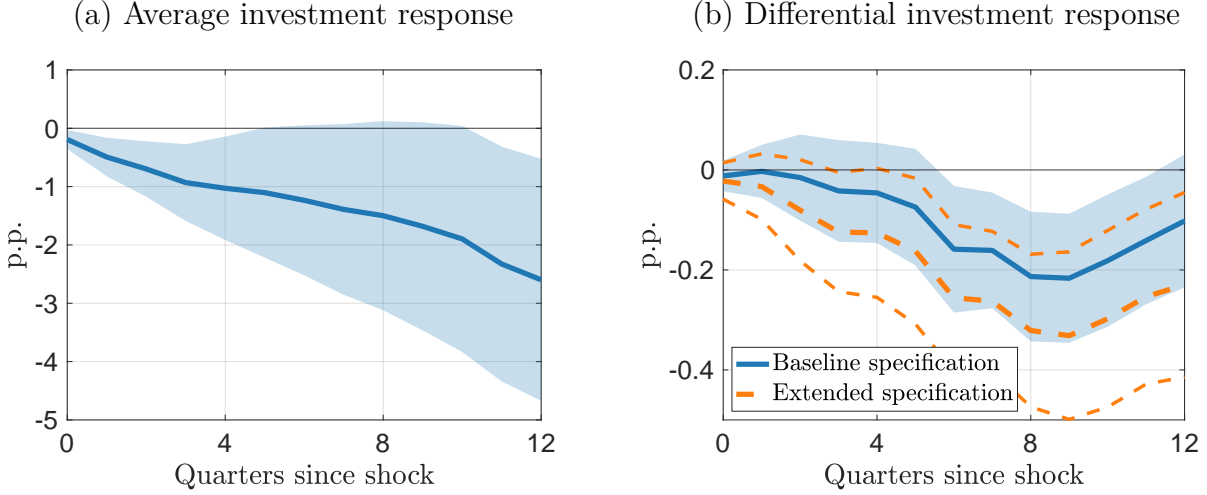 (a) Average investment response
1
0
-1
-2
-3
-4
-5
p.p.
0 4 8 12
Quarters since shock
(b) Differential investment response
0.2
0
-0.2
-0.4
p.p.
Baseline specification
Extended specification
0 4 8 12
Quarters since shock